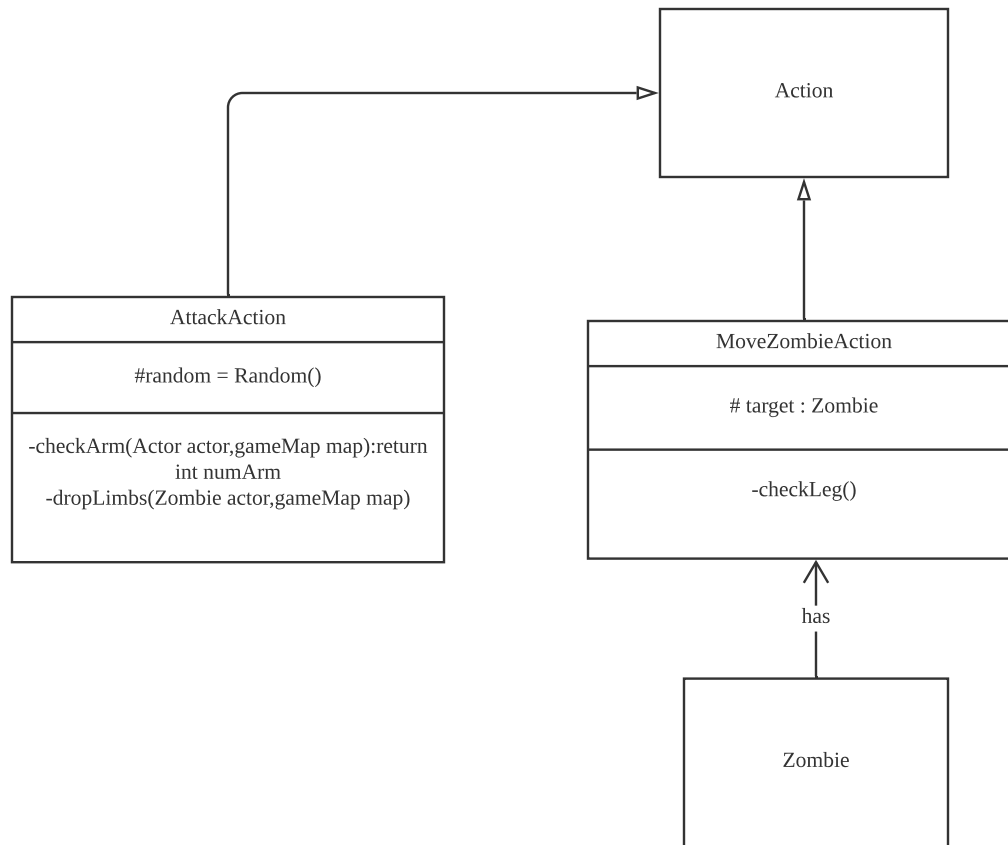 Action
AttackAction
#random = Random()
-checkArm(Actor actor,gameMap map):return
int numArm
-dropLimbs(Zombie actor,gameMap map)
MoveZombieAction
# target : Zombie
-checkLeg()
has
Zombie